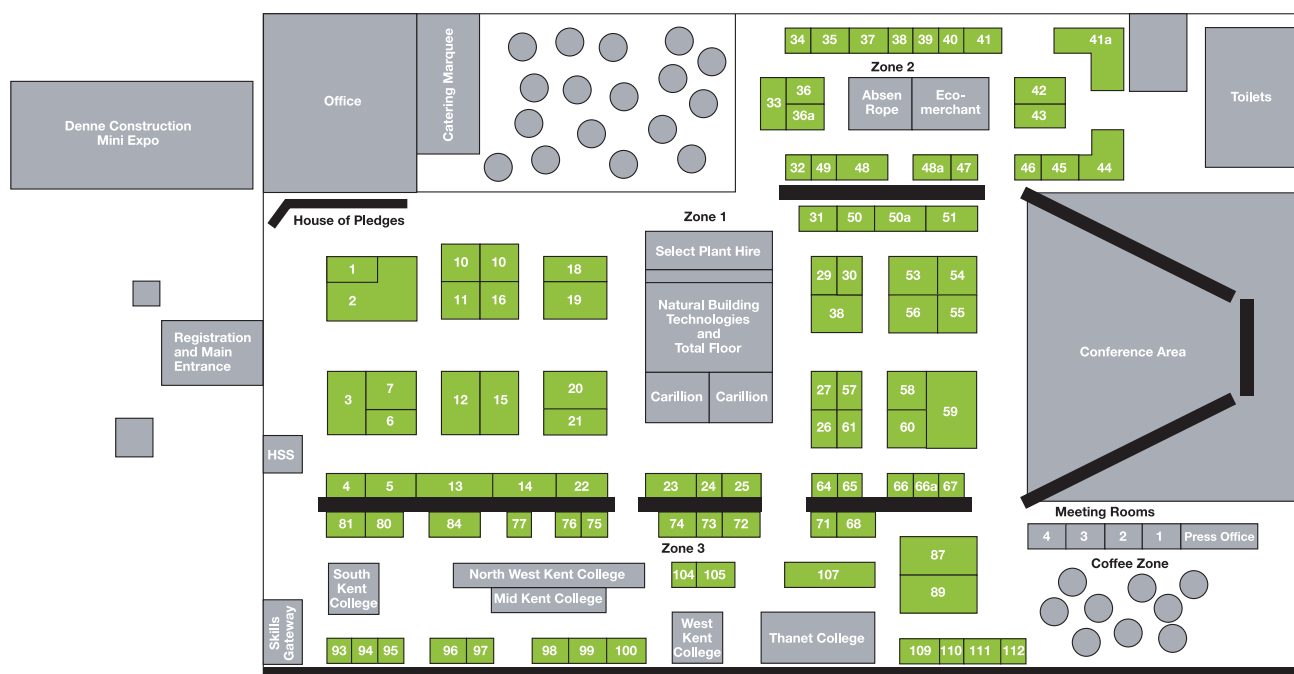 34 35 37 38 39 40 41 41a
Zone 2
Office
Catering Marquee
33 36
36a
Absen
Rope
Eco-
merchant
42
43
Toilets
Denne Construction
Mini Expo
32 49 48 48a 47 46 45 44
House of Pledges
Zone 1
31 50 50a 51
Select Plant Hire
1
2
10 10
11 16
18
19
29 30
38
53 54
56 55
Natural Building
Technologies
and
Total Floor
Registration
and Main
Entrance
Conference Area
3 7
6
12 15
20
21
Carillion Carillion
27 57
26 61
58
60
59
HSS
4 5 13 14 22 23 24 25 64 65 66 66a 67
81 80 84 77 76 75 74 73 72 71 68
Meeting Rooms
4 3 2 1 Press Office
Zone 3
87
89
Coffee Zone
South
Kent
College
North West Kent College
Mid Kent College
104 105
107
Skills
Gateway
West
Kent
College
Thanet College
93 94 95 96 97 98 99 100 109 110 111 112